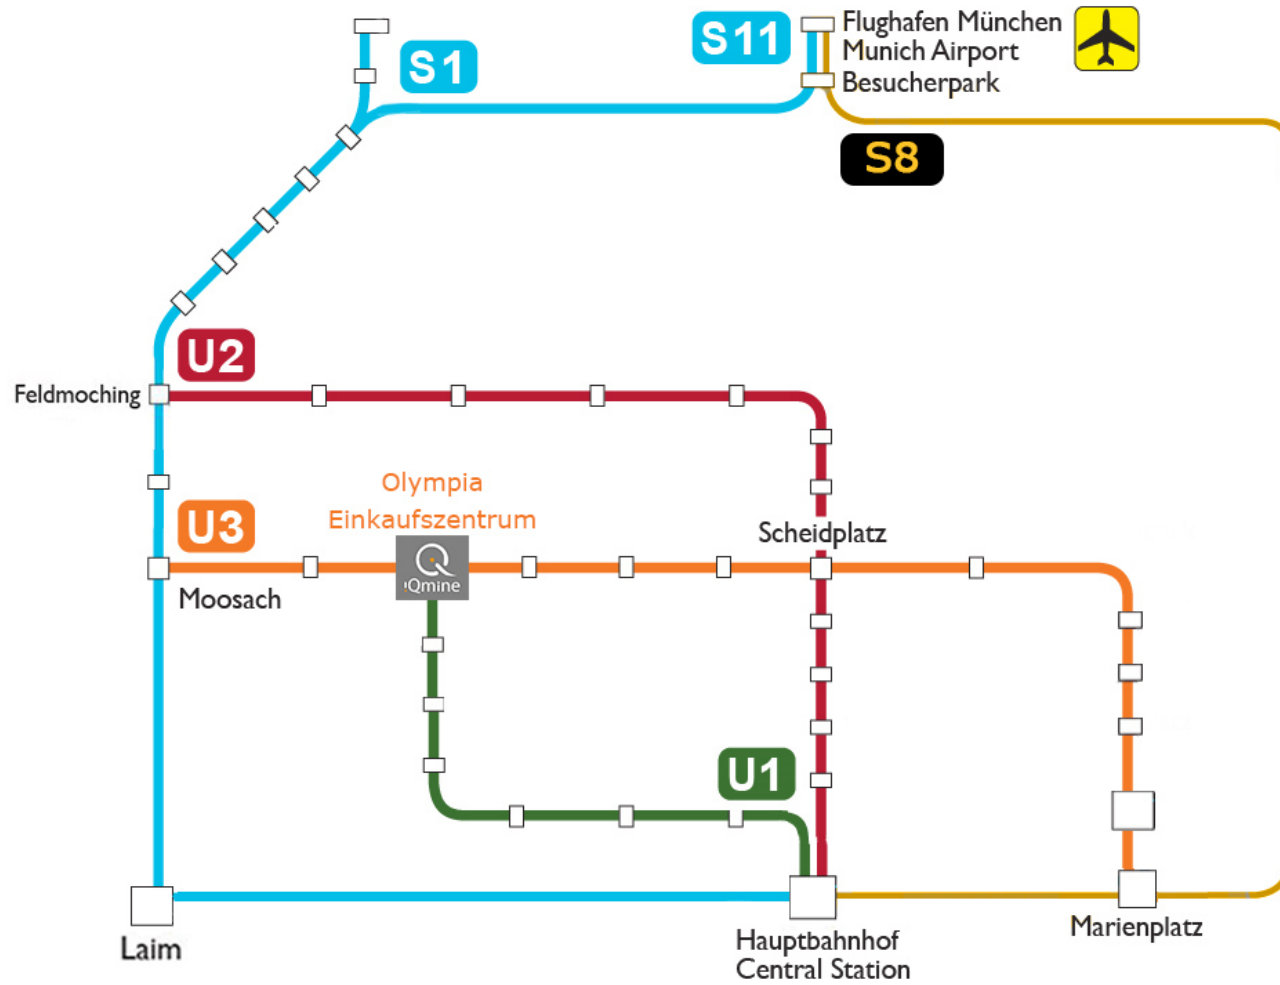 S1
S11
Flughafen München
Munich Airport
Besucherpark
S8
U2
Feldmoching
Olympia
Einkaufszentrum
U3
iQmine
Scheidplatz
Moosach
U1
Laim
Hauptbahnhof
Central Station
Marienplatz